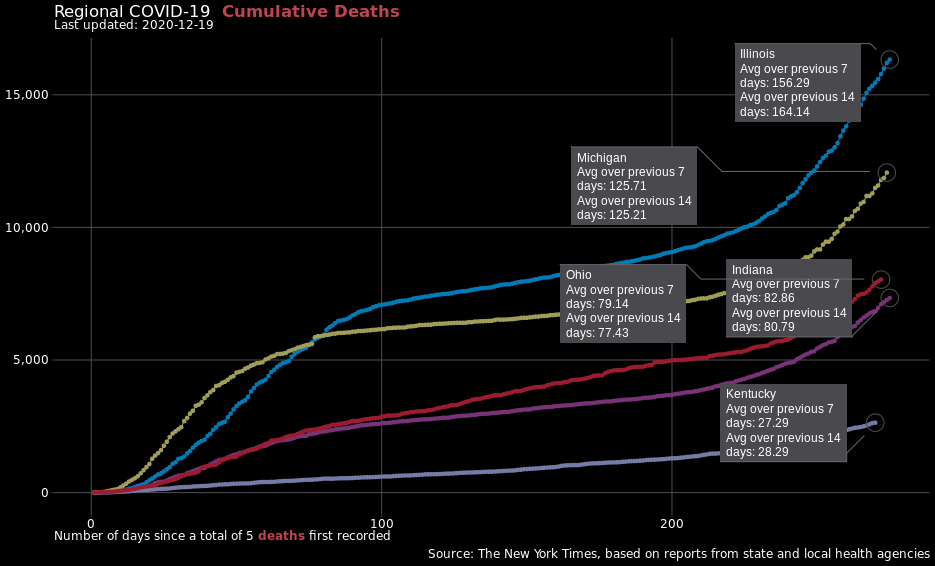 Regional COVID-19 Cumulative Deaths
Last updated: 2020-12-19
Illinois
Avg over previous 7
days: 156.29
Avg over previous 14
days: 164.14
15,000
Michigan
Avg over previous 7
days: 125.71
Avg over previous 14
days: 125.21
10,000
Ohio
Avg over previous 7
days: 79.14
Avg over previous 14
days: 77.43
Indiana
Avg over previous 7
days: 82.86
Avg over previous 14
days: 80.79
5,000
Kentucky
Avg over previous 7
days: 27.29
Avg over previous 14
days: 28.29
0
0 100 200
Number of days since a total of 5 deaths first recorded
Source: The New York Times, based on reports from state and local health agencies